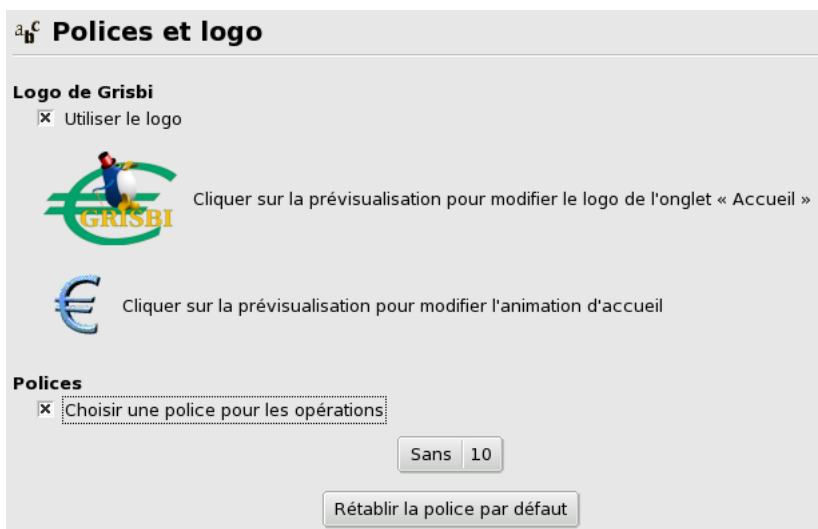 abc Polices et logo
Logo de Grisbi
Utiliser le logo
GRISBI
Cliquer sur la prévisualisation pour modifier le logo de l'onglet « Accueil »
€ Cliquer sur la prévisualisation pour modifier l'animation d'accueil
Polices
Choisir une police pour les opérations
Sans 10
Rétablir la police par défaut